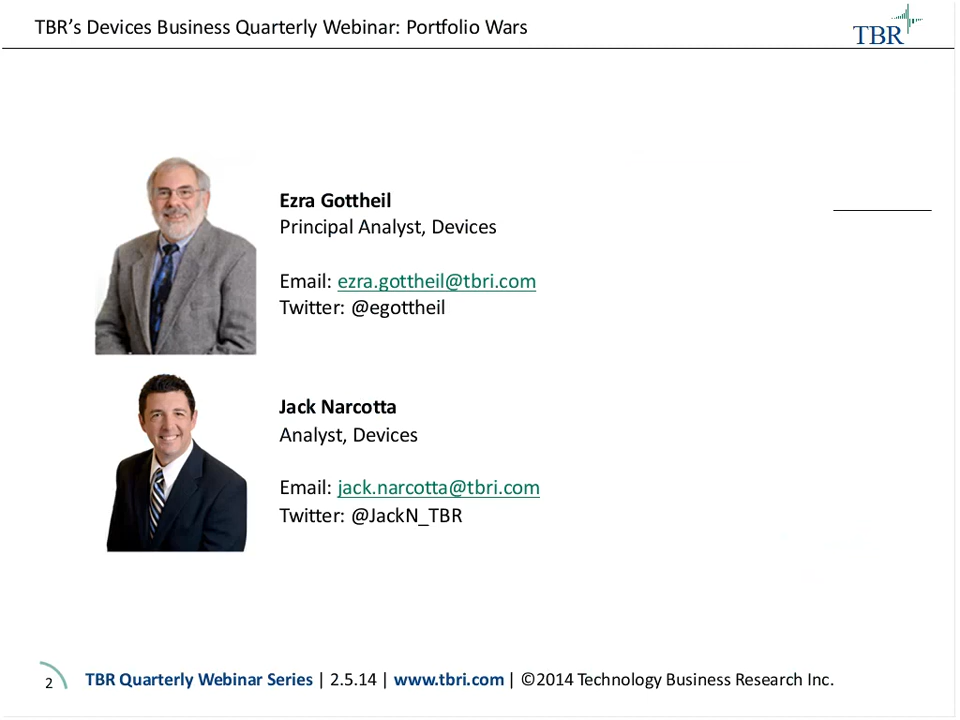 TBR’s Devices Business Quarterly Webinar: Portfolio Wars
TBR
Ezra Gottheil
Principal Analyst, Devices
Email: ezra.gottheil@tbri.com
Twitter: @egottheil
Jack Narcotta
Analyst, Devices
Email: jack.narcotta@tbri.com
Twitter: @JackN_TBR
2
TBR Quarterly Webinar Series | 2.5.14 | www.tbri.com | ©2014 Technology Business Research Inc.